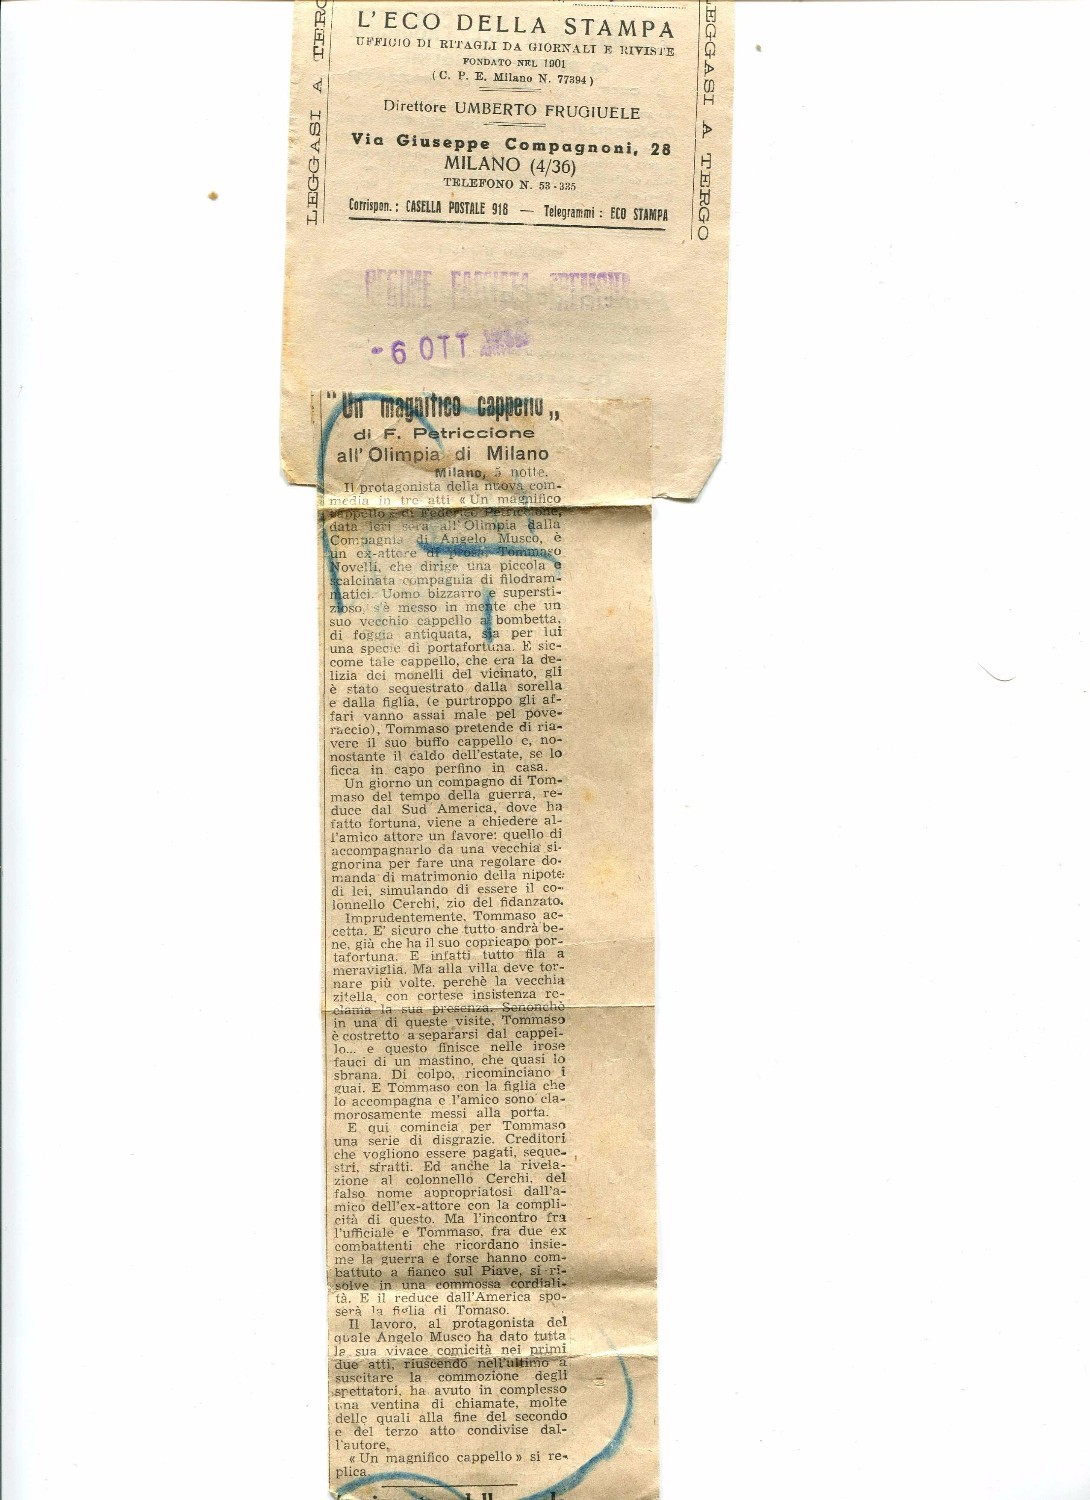 LEGGASI A TERGO
L'ECO DELLA STAMPA
UFFICIO DI RITAGLI DA GIORNALI E RIVISTE
FONDATO NEL 1901
(C. P. E. Milano N. 77394)
Direttore UMBERTO FRUGIUELE
Via Giuseppe Compagnoni, 28
MILANO (4/36)
TELEFONO N. 53-335
Corrispon.: CASELLA POSTALE 918 — Telegrammi: ECO STAMPA
LEGGASI A TERGO
REGIME FASCISTA CREMONA
-6 OTT
"Un magnifico cappello„
di F. Petriccione
all'Olimpia di Milano
Milano, 5 notte.
Il protagonista della nuova com-
media in tre atti «Un magnifico
cappello» di Federico Petriccione,
data ieri sera all'Olimpia dalla
Compagnia di Angelo Musco, è
un ex-attore di prosa: Tommaso
Novelli, che dirige una piccola e
scalcinata compagnia di filodram-
matici. Uomo bizzarro e supersti-
zioso, s'è messo in mente che un
suo vecchio cappello a bombetta,
di foggia antiquata, sia per lui
una specie di portafortuna. E sic-
come tale cappello, che era la de-
lizia dei monelli del vicinato, gli
è stato sequestrato dalla sorella
e dalla figlia, (e purtroppo gli af-
fari vanno assai male pel pove-
raccio), Tommaso pretende di ria-
vere il suo buffo cappello e, no-
nostante il caldo dell'estate, se lo
ficca in capo perfino in casa.
Un giorno un compagno di Tom-
maso del tempo della guerra, re-
duce dal Sud America, dove ha
fatto fortuna, viene a chiedere al-
l'amico attore un favore: quello di
accompagnarlo da una vecchia si-
gnorina per fare una regolare do-
manda di matrimonio della nipote
di lei, simulando di essere il co-
lonnello Cerchi, zio del fidanzato.
Imprudentemente, Tommaso ac-
cetta. E' sicuro che tutto andrà be-
ne, già che ha il suo copricapo por-
tafortuna. E infatti tutto fila a
meraviglia. Ma alla villa deve tor-
nare più volte, perchè la vecchia
zitella, con cortese insistenza re-
clama la sua presenza. Senonchè
in una di queste visite, Tommaso
è costretto a separarsi dal cappel-
lo... e questo finisce nelle irose
fauci di un mastino, che quasi lo
sbrana. Di colpo, ricominciano i
guai. E Tommaso con la figlia che
lo accompagna e l'amico sono cla-
morosamente messi alla porta.
E qui comincia per Tommaso
una serie di disgrazie. Creditori
che vogliono essere pagati, seque-
stri, sfratti. Ed anche la rivela-
zione al colonnello Cerchi, del
falso nome appropriatosi dall'a-
mico dell'ex-attore con la compli-
cità di questo. Ma l'incontro fra
l'ufficiale e Tommaso, fra due ex
combattenti che ricordano insie-
me la guerra e forse hanno com-
battuto a fianco sul Piave, si ri-
solve in una commossa cordiali-
tà. E il reduce dall'America spo-
serà la figlia di Tomaso.
Il lavoro, al protagonista del
quale Angelo Musco ha dato tutta
la sua vivace comicità nei primi
due atti, riuscendo nell'ultimo a
suscitare la commozione degli
spettatori, ha avuto in complesso
una ventina di chiamate, molte
delle quali alla fine del secondo
e del terzo atto condivise dal-
l'autore.
«Un magnifico cappello» si re-
plica.